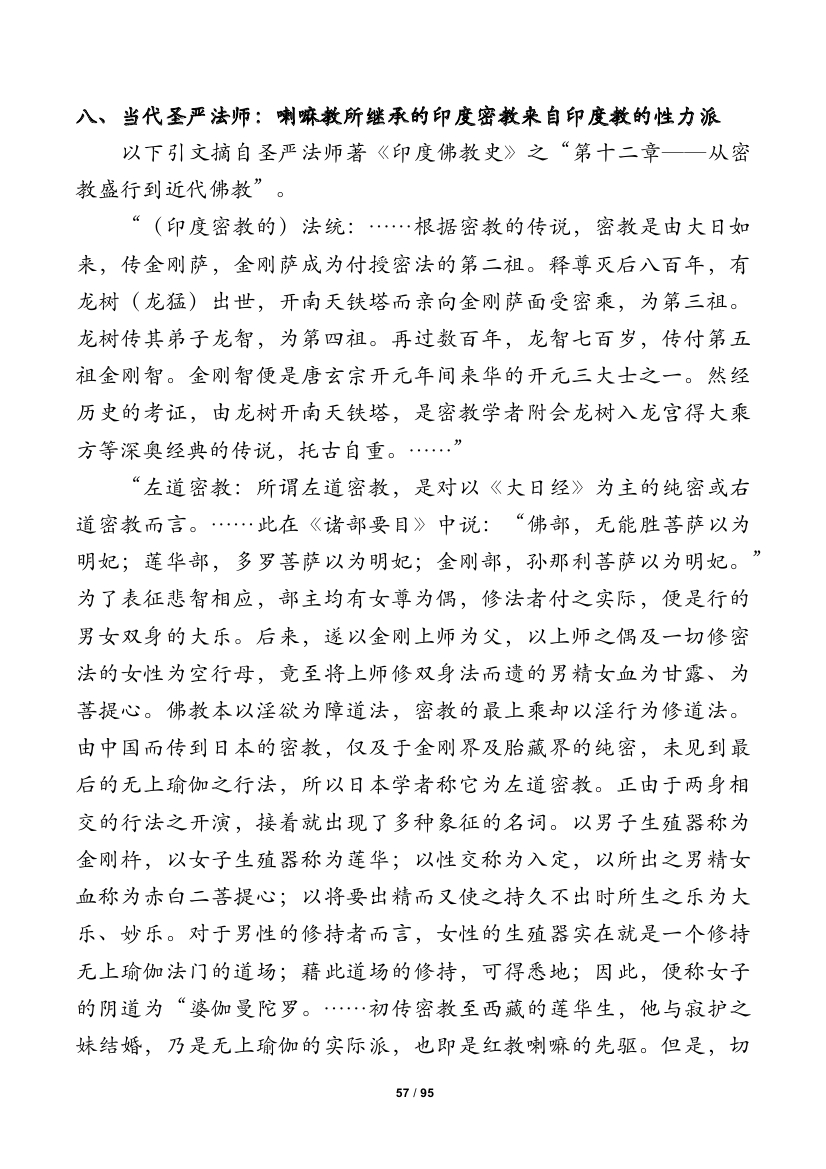 八、当代圣严法师：喇嘛教所继承的印度密教来自印度教的性力派
以下引文摘自圣严法师著《印度佛教史》之“第十二章——从密
教盛行到近代佛教”。
“（印度密教的）法统：……根据密教的传说，密教是由大日如
来，传金刚萨，金刚萨成为付授密法的第二祖。释尊灭后八百年，有
龙树（龙猛）出世，开南天铁塔而亲向金刚萨面受密乘，为第三祖。
龙树传其弟子龙智，为第四祖。再过数百年，龙智七百岁，传付第五
祖金刚智。金刚智便是唐玄宗开元年间来华的开元三大士之一。然经
历史的考证，由龙树开南天铁塔，是密教学者附会龙树入龙宫得大乘
方等深奥经典的传说，托古自重。……”
“左道密教：所谓左道密教，是对以《大日经》为主的纯密或右
道密教而言。……此在《诸部要目》中说：“佛部，无能胜菩萨以为
明妃；莲华部，多罗菩萨以为明妃；金刚部，孙那利菩萨以为明妃。”
为了表征悲智相应，部主均有女尊为偶，修法者付之实际，便是行的
男女双身的大乐。后来，遂以金刚上师为父，以上师之偶及一切修密
法的女性为空行母，竟至将上师修双身法而遗的男精女血为甘露、为
菩提心。佛教本以淫欲为障道法，密教的最上乘却以淫行为修道法。
由中国而传到日本的密教，仅及于金刚界及胎藏界的纯密，未见到最
后的无上瑜伽之行法，所以日本学者称它为左道密教。正由于两身相
交的行法之开演，接着就出现了多种象征的名词。以男子生殖器称为
金刚杵，以女子生殖器称为莲华；以性交称为入定，以所出之男精女
血称为赤白二菩提心；以将要出精而又使之持久不出时所生之乐为大
乐、妙乐。对于男性的修持者而言，女性的生殖器实在就是一个修持
无上瑜伽法门的道场；藉此道场的修持，可得悉地；因此，便称女子
的阴道为“婆伽曼陀罗。……初传密教至西藏的莲华生，他与寂护之
妹结婚，乃是无上瑜伽的实际派，也即是红教喇嘛的先驱。但是，切
57 / 95